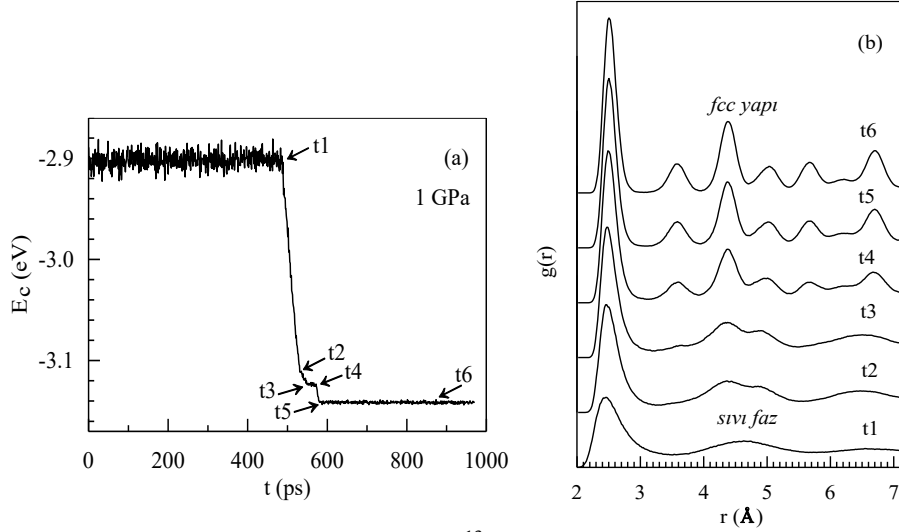 (a)
1 GPa
E_C (eV)
-2.9
-3.0
-3.1
t1
t2
t3
t4
t5
t6
0
200
400
600
800
1000
t (ps)
(b)
g(r)
fcc yapı
t6
t5
t4
t3
t2
sıvı faz
t1
2
3
4
5
6
7
r (Å)